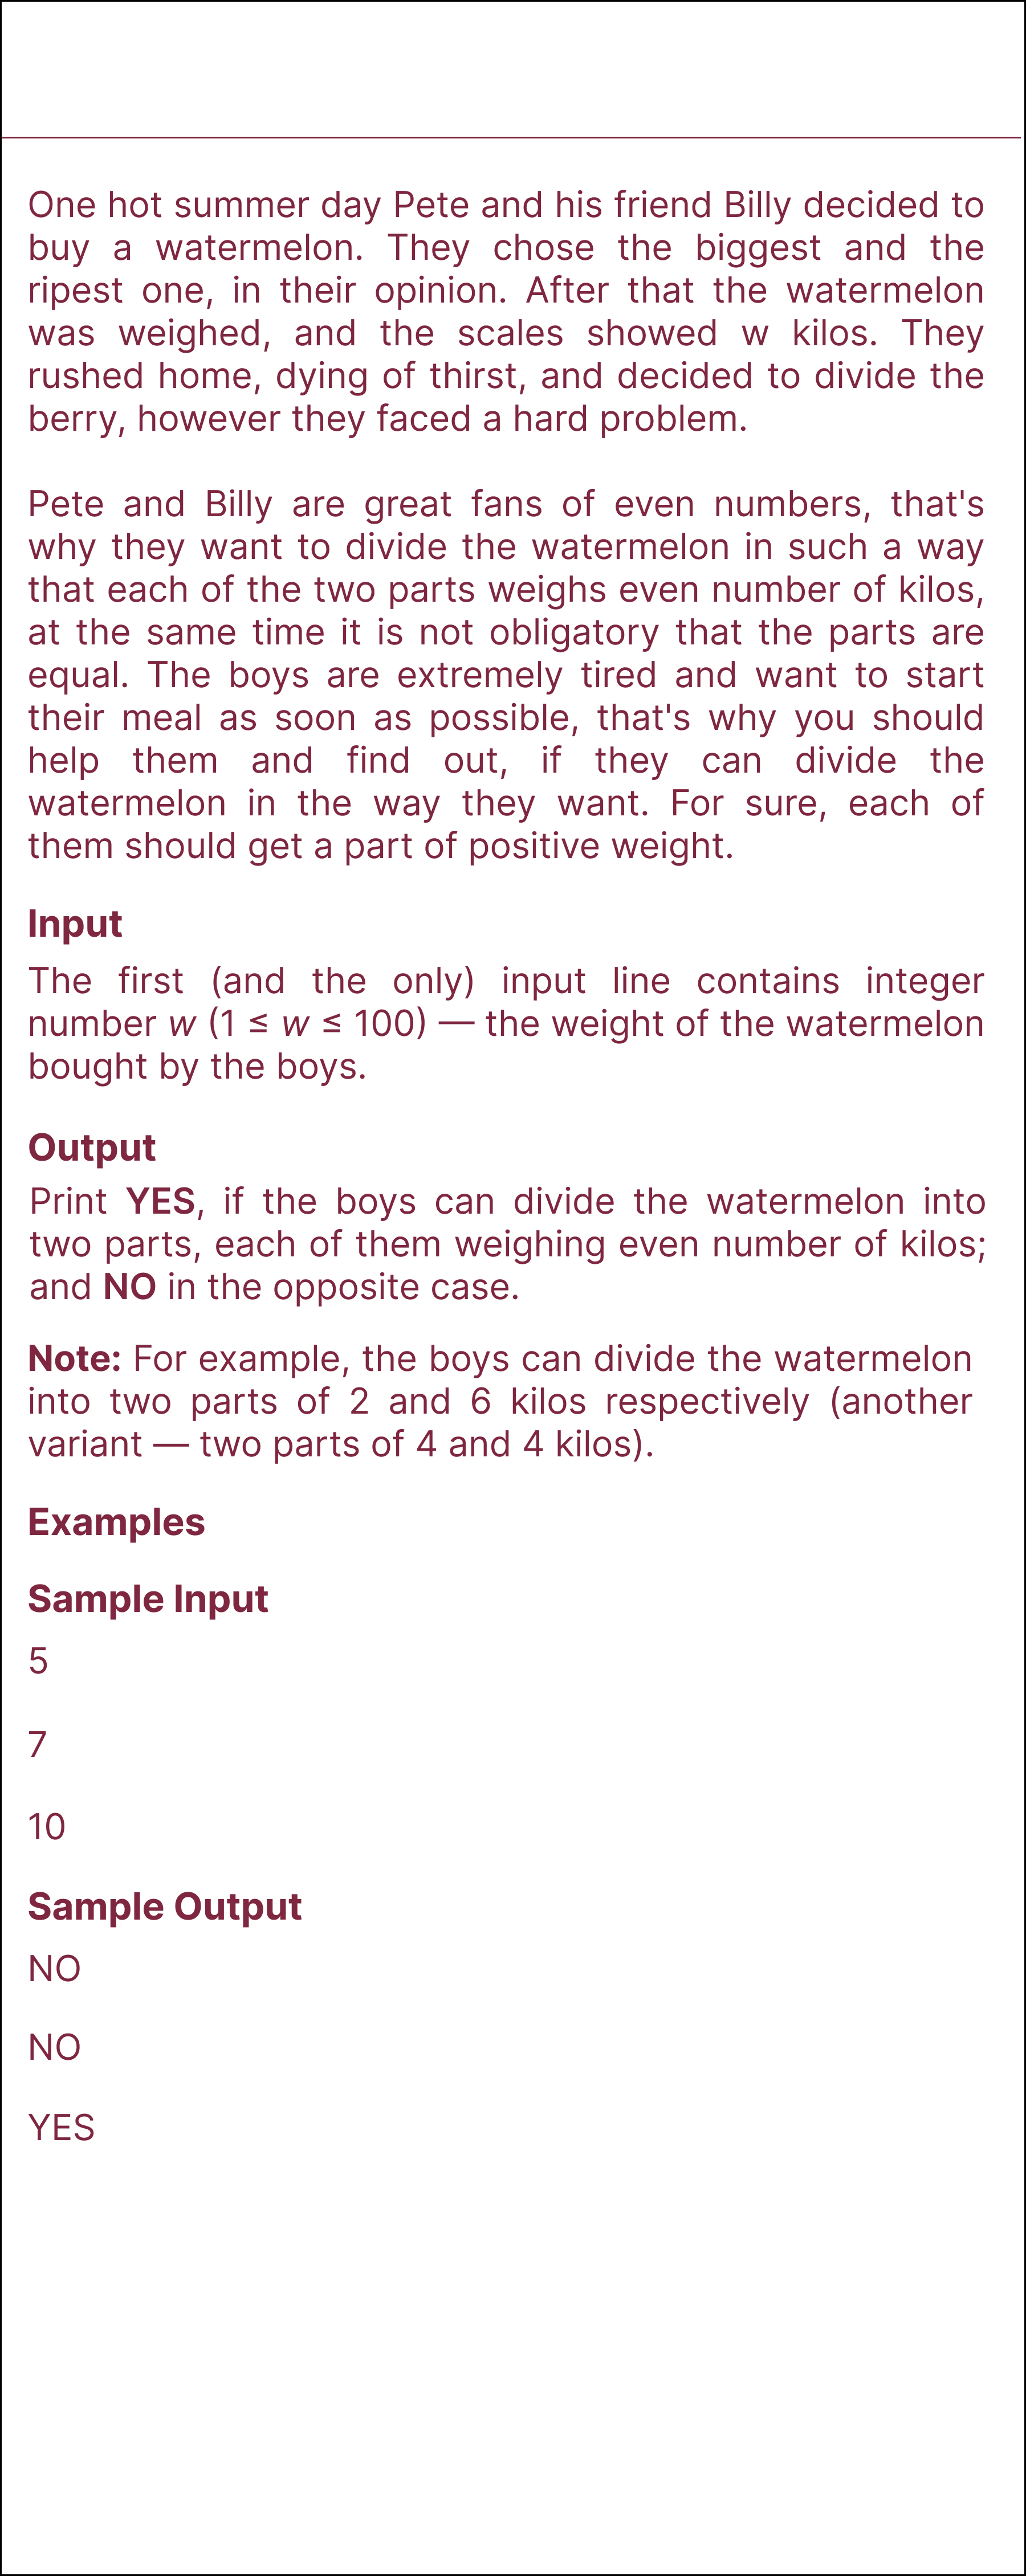 One hot summer day Pete and his friend Billy decided to
buy a watermelon. They chose the biggest and the
ripest one, in their opinion. After that the watermelon
was weighed, and the scales showed w kilos. They
rushed home, dying of thirst, and decided to divide the
berry, however they faced a hard problem.
Pete and Billy are great fans of even numbers, that's
why they want to divide the watermelon in such a way
that each of the two parts weighs even number of kilos,
at the same time it is not obligatory that the parts are
equal. The boys are extremely tired and want to start
their meal as soon as possible, that's why you should
help them and find out, if they can divide the
watermelon in the way they want. For sure, each of
them should get a part of positive weight.
Input
The first (and the only) input line contains integer
number w (1 ≤ w ≤ 100) — the weight of the watermelon
bought by the boys.
Output
Print YES, if the boys can divide the watermelon into
two parts, each of them weighing even number of kilos;
and NO in the opposite case.
Note: For example, the boys can divide the watermelon
into two parts of 2 and 6 kilos respectively (another
variant — two parts of 4 and 4 kilos).
Examples
Sample Input
5
7
10
Sample Output
NO
NO
YES